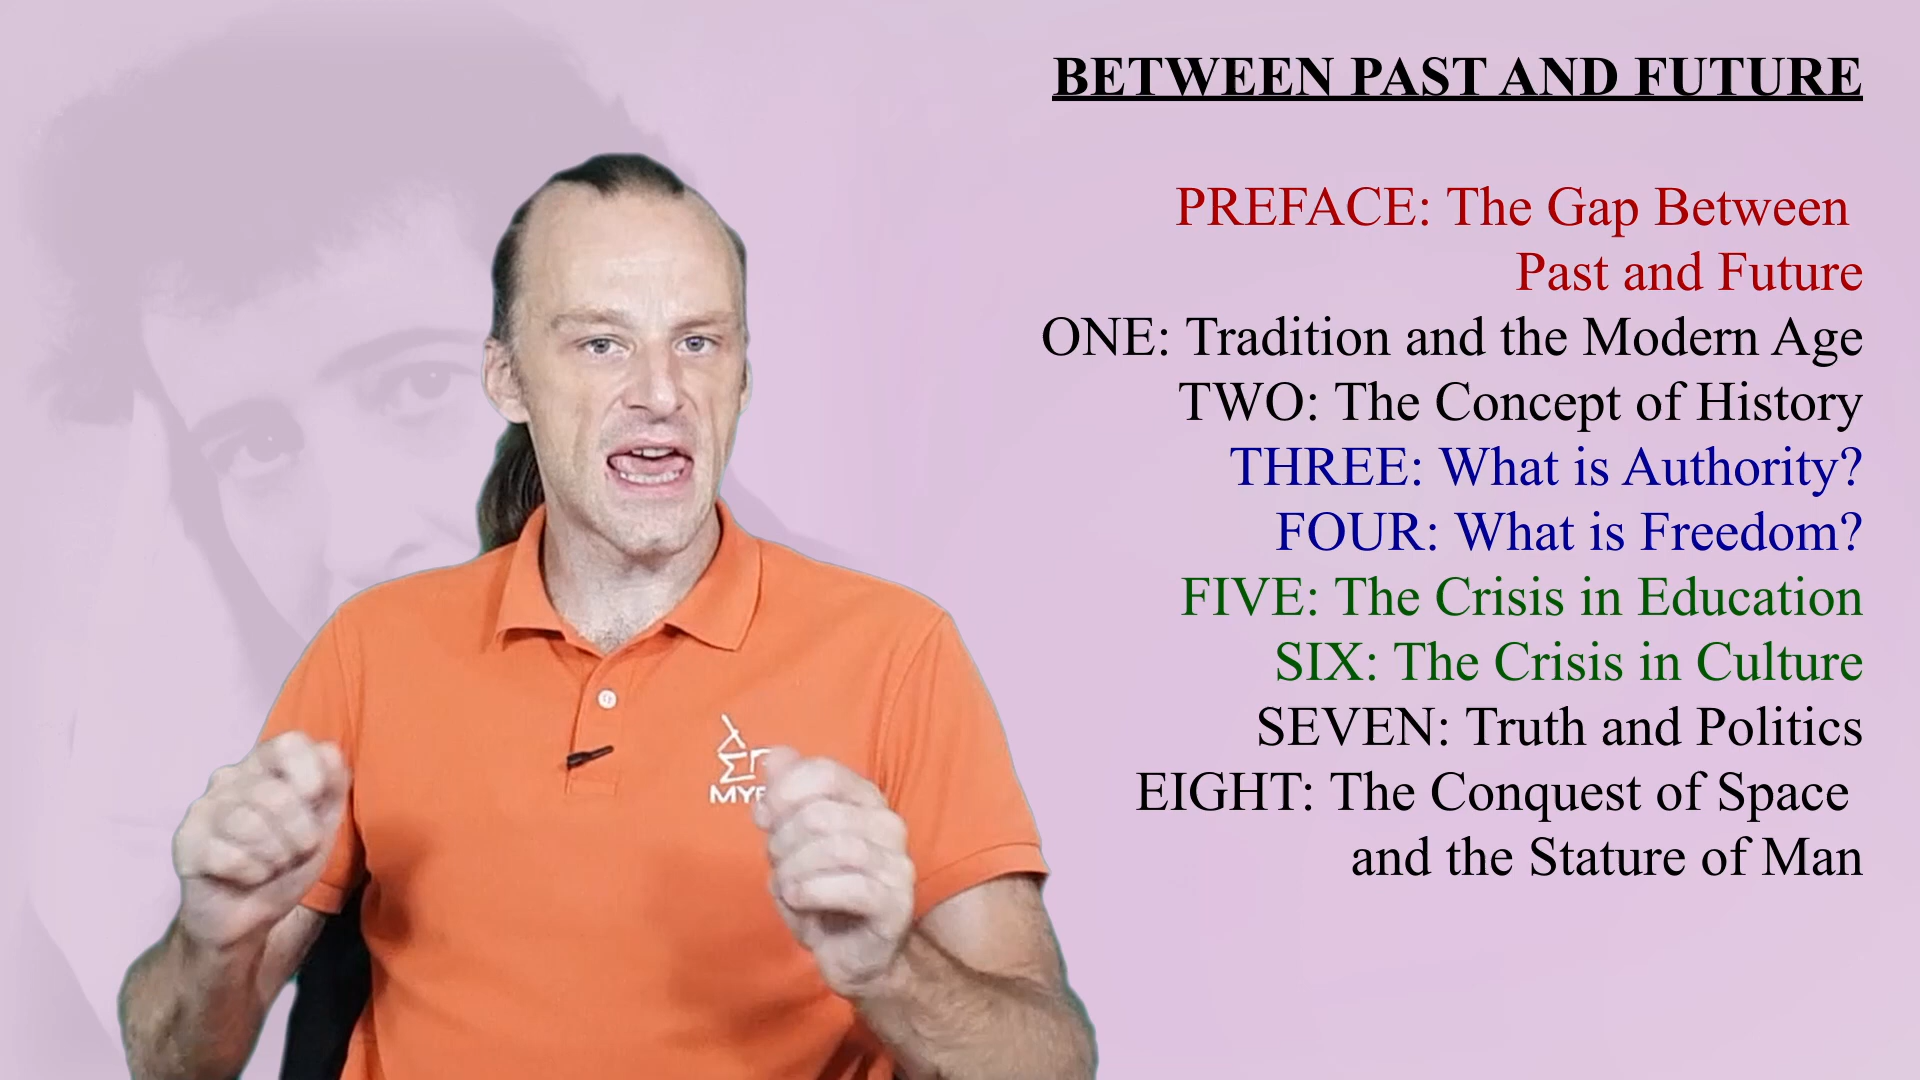 BETWEEN PAST AND FUTURE
PREFACE: The Gap Between
Past and Future
ONE: Tradition and the Modern Age
TWO: The Concept of History
THREE: What is Authority?
FOUR: What is Freedom?
FIVE: The Crisis in Education
SIX: The Crisis in Culture
SEVEN: Truth and Politics
EIGHT: The Conquest of Space
and the Stature of Man